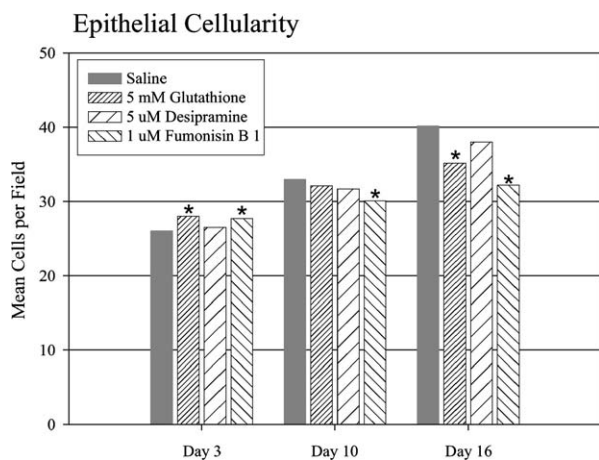 Epithelial Cellularity
50
40
30
20
10
0
Mean Cells per Field
Saline
5 mM Glutathione
5 uM Desipramine
1 uM Fumonisin B 1
* *
*
* *
Day 3 Day 10 Day 16